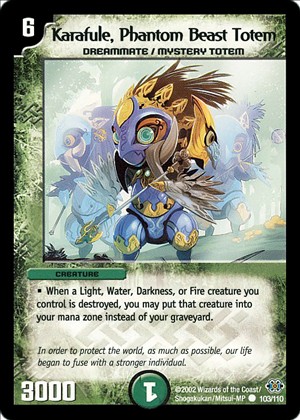 6
Karafule, Phantom Beast Totem
DREAMMATE / MYSTERY TOTEM
CREATURE
▪ When a Light, Water, Darkness, or Fire creature you
control is destroyed, you may put that creature into
your mana zone instead of your graveyard.
In order to protect the world, as much as possible, our life
began to fuse with a stronger individual.
3000
1
©2002 Wizards of the Coast/
Shogakukan/Mitsui-MP ● 103/110